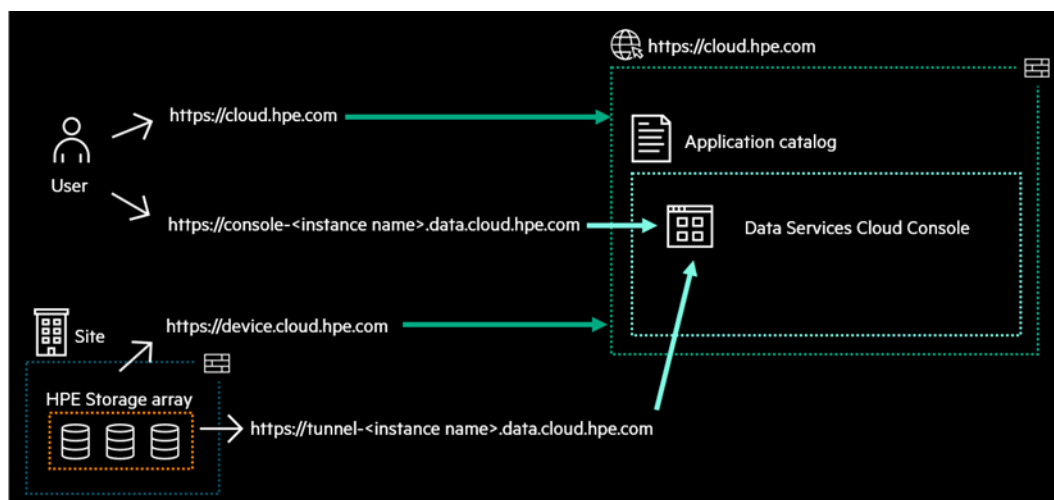 https://cloud.hpe.com
https://cloud.hpe.com
Application catalog
User
https://console-<instance name>.data.cloud.hpe.com
Data Services Cloud Console
Site
https://device.cloud.hpe.com
HPE Storage array
https://tunnel-<instance name>.data.cloud.hpe.com